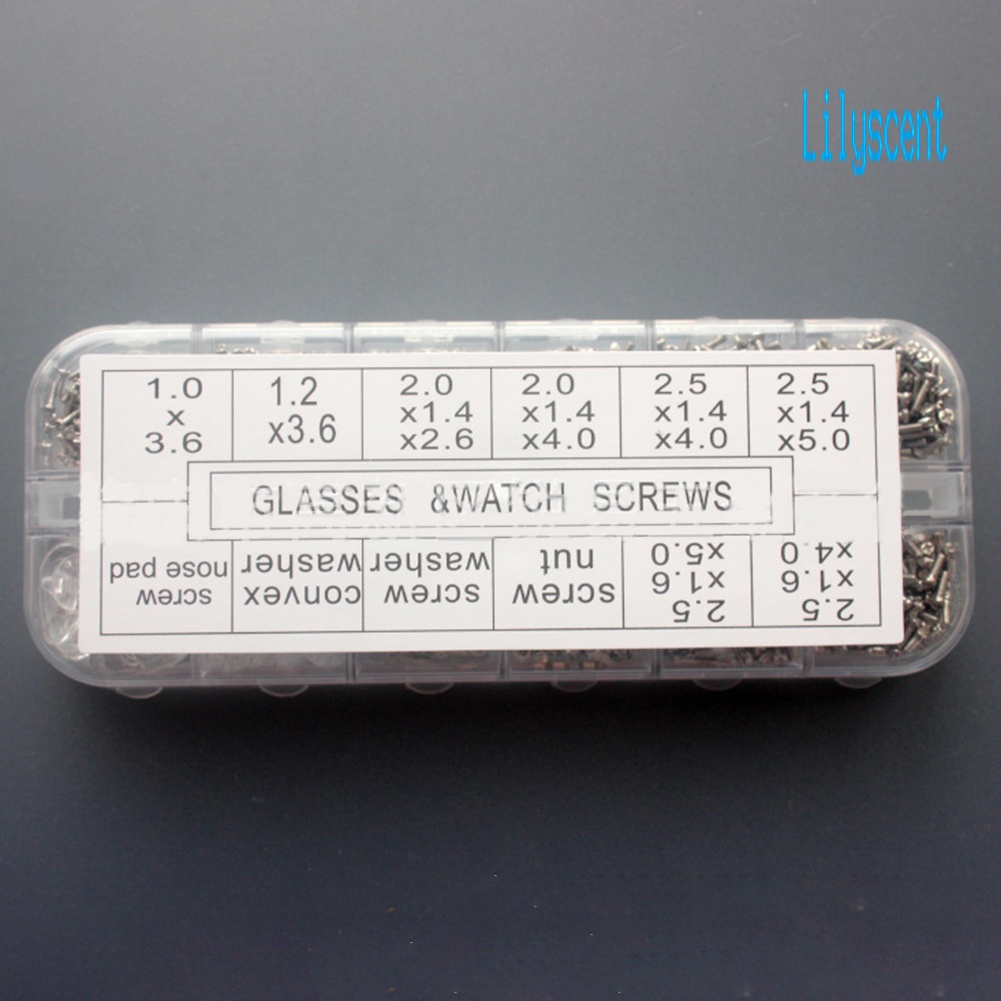 Lilyscent
1.0
x
3.6
1.2
x3.6
2.0
x1.4
x2.6
2.0
x1.4
x4.0
2.5
x1.4
x4.0
2.5
x1.4
x5.0
GLASSES &WATCH SCREWS
2.5
x1.6
x4.0
2.5
x1.6
x5.0
screw
nut
screw
washer
convex
washer
screw
nose pad